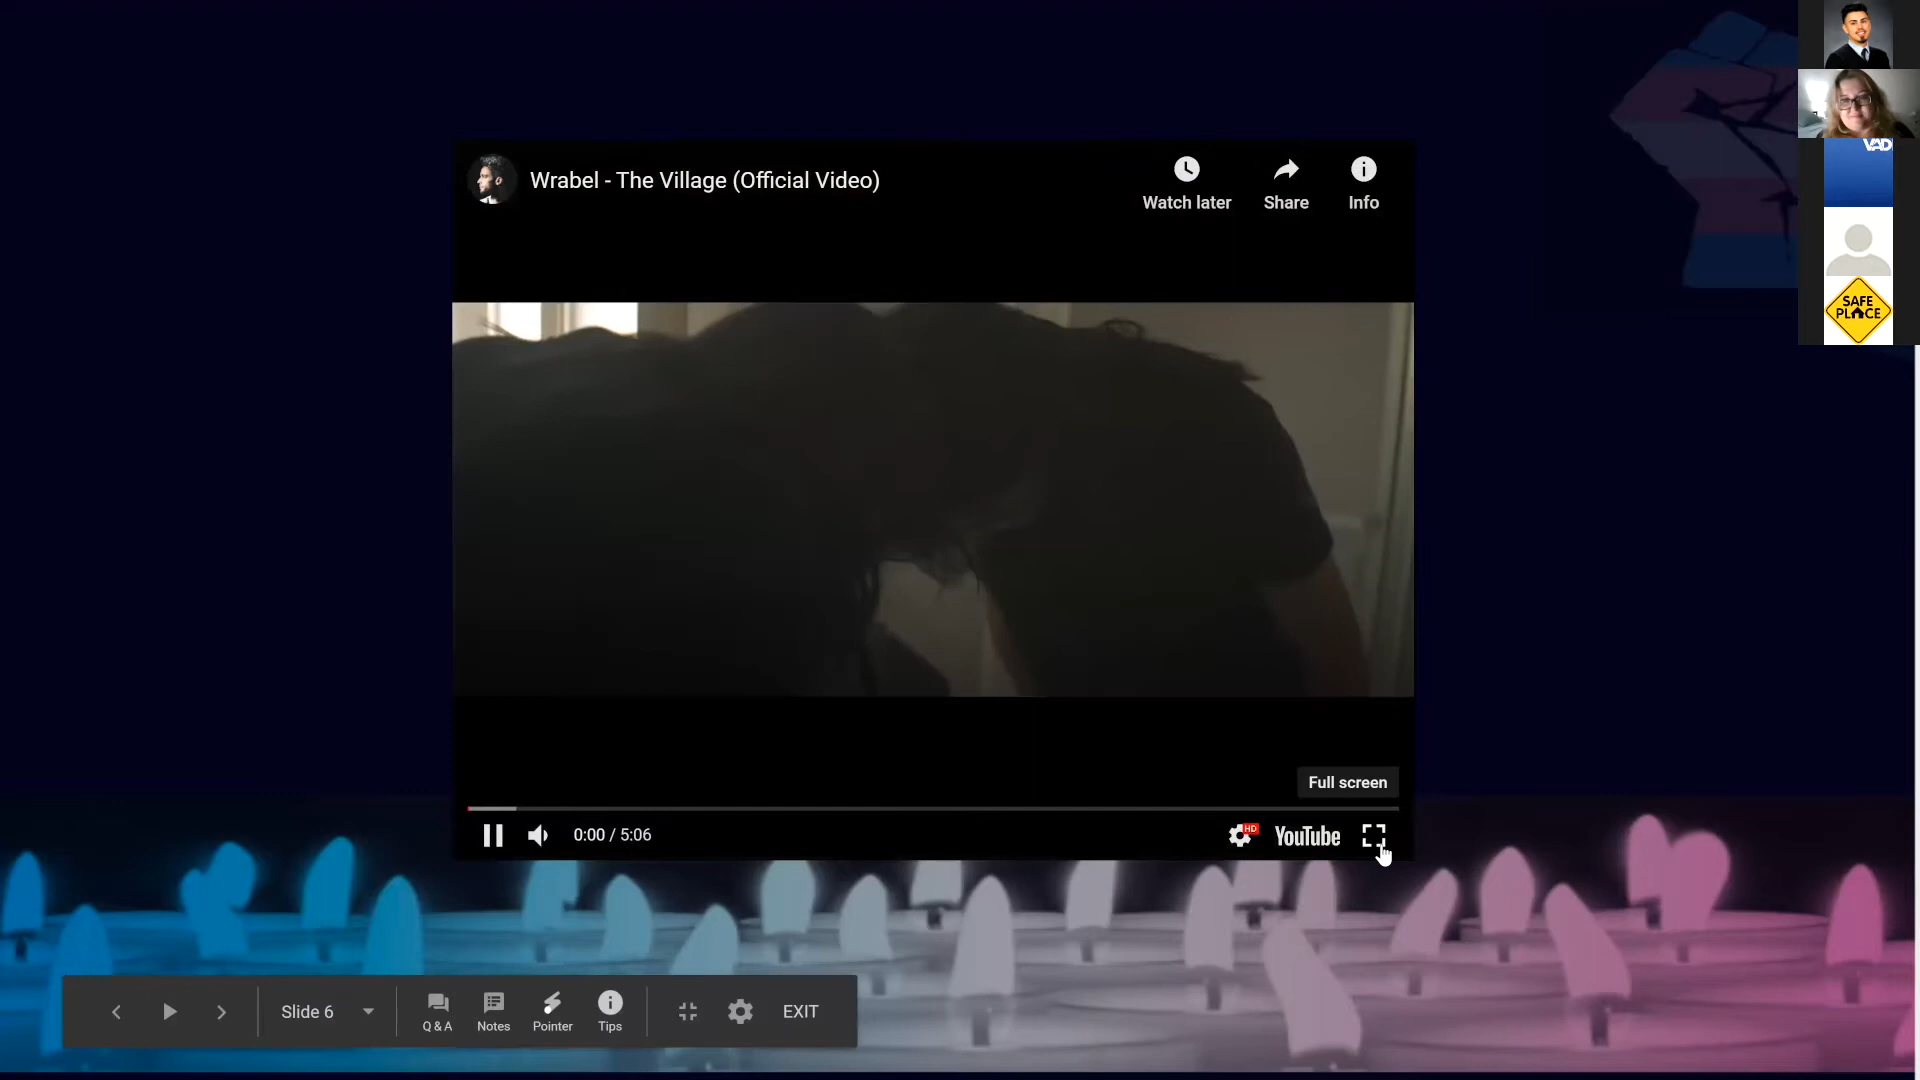 Wrabel - The Village (Official Video)
Watch later
Share
Info
VAD
SAFE
PLACE
Full screen
0:00 / 5:06
HD
YouTube
Slide 6
Q & A
Notes
Pointer
Tips
EXIT